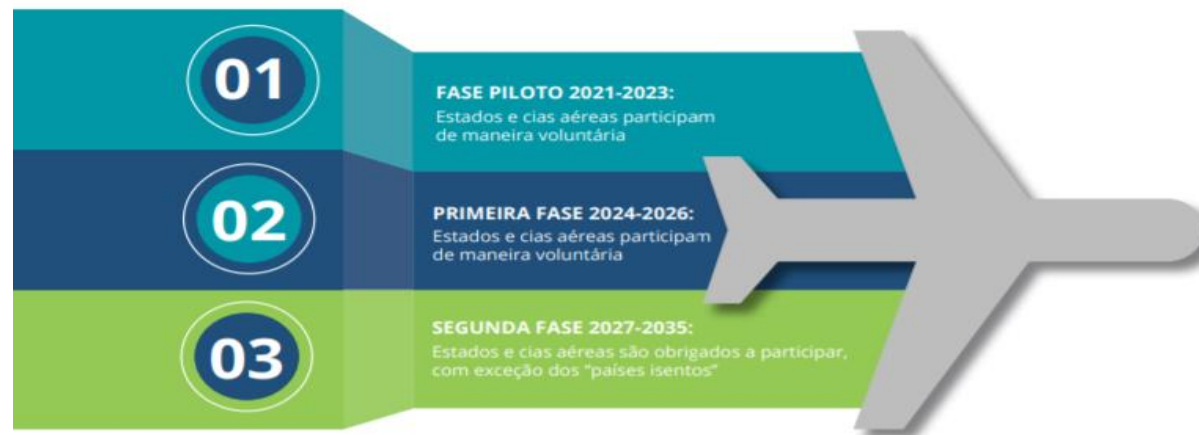 01
FASE PILOTO 2021-2023:
Estados e cias aéreas participam
de maneira voluntária
02
PRIMEIRA FASE 2024-2026:
Estados e cias aéreas participam
de maneira voluntária
03
SEGUNDA FASE 2027-2035:
Estados e cias aéreas são obrigados a participar,
com exceção dos “países isentos”